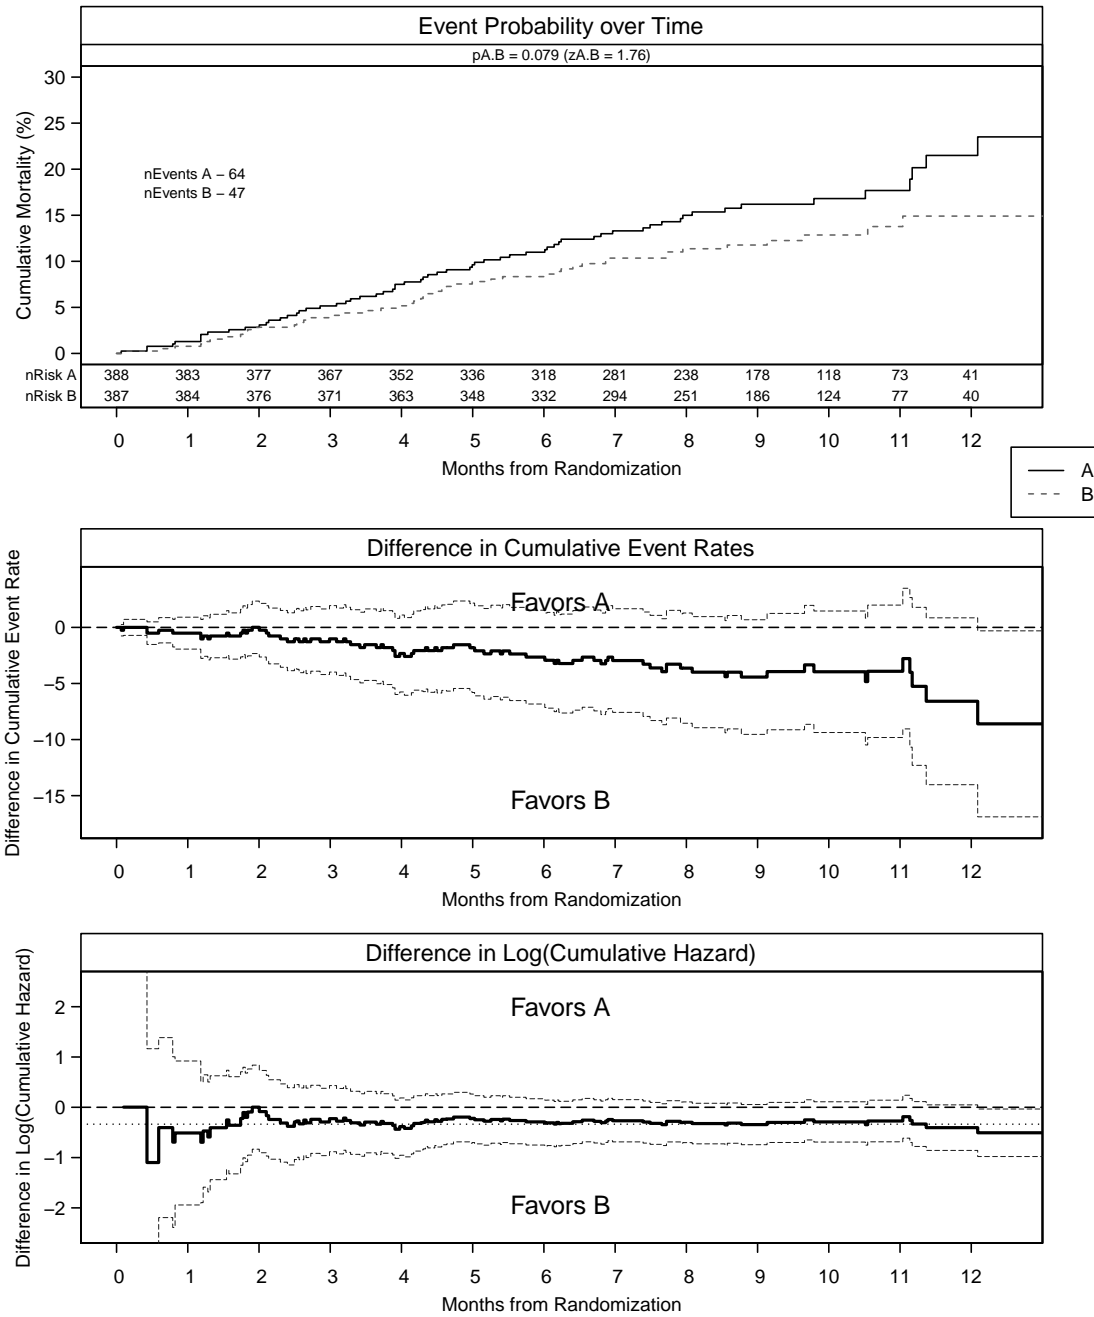 Event Probability over Time
pA.B = 0.079 (zA.B = 1.76)
Cumulative Mortality (%)
30
25
20
15
10
5
0
nEvents A – 64
nEvents B – 47
nRisk A 388 383 377 367 352 336 318 281 238 178 118 73 41
nRisk B 387 384 376 371 363 348 332 294 251 186 124 77 40
0 1 2 3 4 5 6 7 8 9 10 11 12
Months from Randomization
A
B
Difference in Cumulative Event Rates
Difference in Cumulative Event Rate
Favors A
0
−5
−10
−15
Favors B
0 1 2 3 4 5 6 7 8 9 10 11 12
Months from Randomization
Difference in Log(Cumulative Hazard)
Difference in Log(Cumulative Hazard)
Favors A
2
1
0
−1
−2
Favors B
0 1 2 3 4 5 6 7 8 9 10 11 12
Months from Randomization